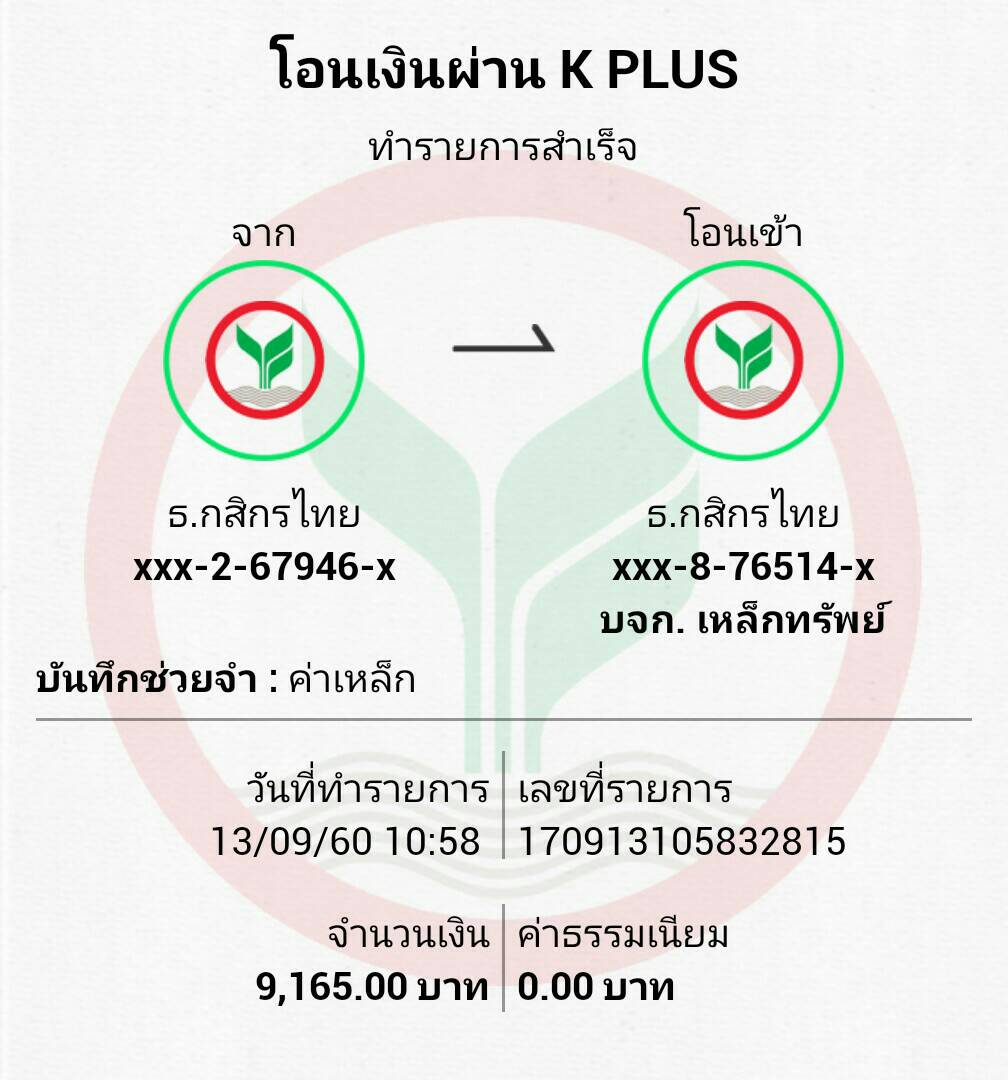 โอนเงินผ่าน K PLUS
ทำรายการสำเร็จ
จาก
โอนเข้า
ธ.กสิกรไทย
xxx-2-67946-x
ธ.กสิกรไทย
xxx-8-76514-x
บจก. เหล็กทรัพย์
บันทึกช่วยจำ : ค่าเหล็ก
วันที่ทำรายการ
13/09/60 10:58
เลขที่รายการ
170913105832815
จำนวนเงิน
9,165.00 บาท
ค่าธรรมเนียม
0.00 บาท